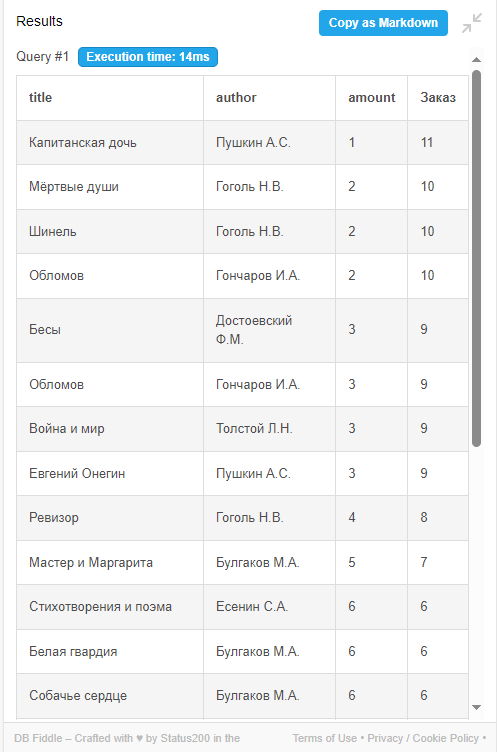 Results
Copy as Markdown
Query #1 Execution time: 14ms
title author amount Заказ
Капитанская дочь Пушкин А.С. 1 11
Мёртвые души Гоголь Н.В. 2 10
Шинель Гоголь Н.В. 2 10
Обломов Гончаров И.А. 2 10
Бесы Достоевский Ф.М. 3 9
Обломов Гончаров И.А. 3 9
Война и мир Толстой Л.Н. 3 9
Евгений Онегин Пушкин А.С. 3 9
Ревизор Гоголь Н.В. 4 8
Мастер и Маргарита Булгаков М.А. 5 7
Стихотворения и поэма Есенин С.А. 6 6
Белая гвардия Булгаков М.А. 6 6
Собачье сердце Булгаков М.А. 6 6
DB Fiddle – Crafted with ♥ by Status200 in the Terms of Use • Privacy / Cookie Policy •